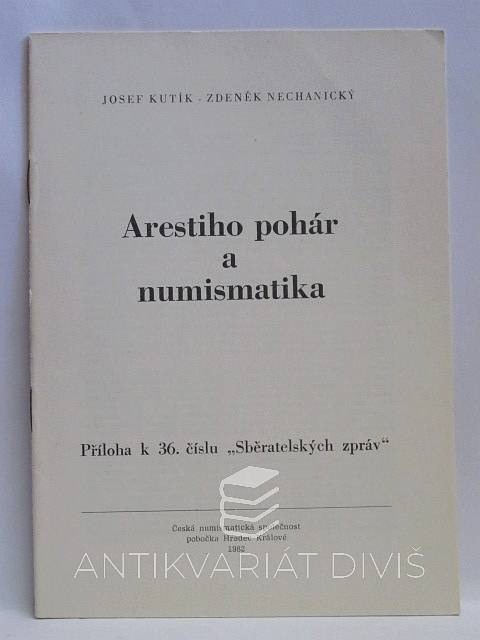 JOSEF KUTÍK - ZDENĚK NECHANICKÝ
Arestiho pohár
a
numismatika
Příloha k 36. číslu „Sběratelských zpráv“
Česká numismatická společnost
pobočka Hradec Králové
1982
ANTIKVARIÁT DIVIŠ